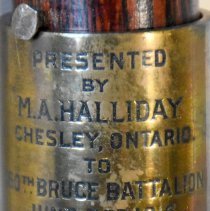 PRESENTED
BY
M.A.HALLIDAY
CHESLEY, ONTARIO.
TO
BRUCE BATTALION